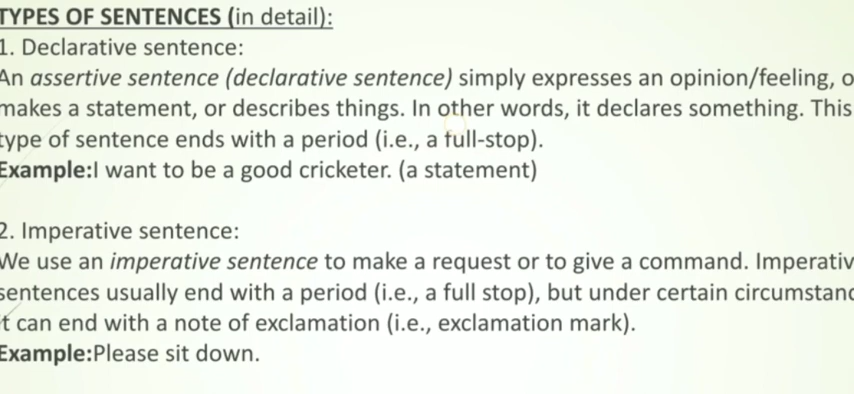 TYPES OF SENTENCES (in detail):
1. Declarative sentence:
An assertive sentence (declarative sentence) simply expresses an opinion/feeling, o
makes a statement, or describes things. In other words, it declares something. This
type of sentence ends with a period (i.e., a full-stop).
Example:I want to be a good cricketer. (a statement)
2. Imperative sentence:
We use an imperative sentence to make a request or to give a command. Imperativ
sentences usually end with a period (i.e., a full stop), but under certain circumstanc
it can end with a note of exclamation (i.e., exclamation mark).
Example:Please sit down.